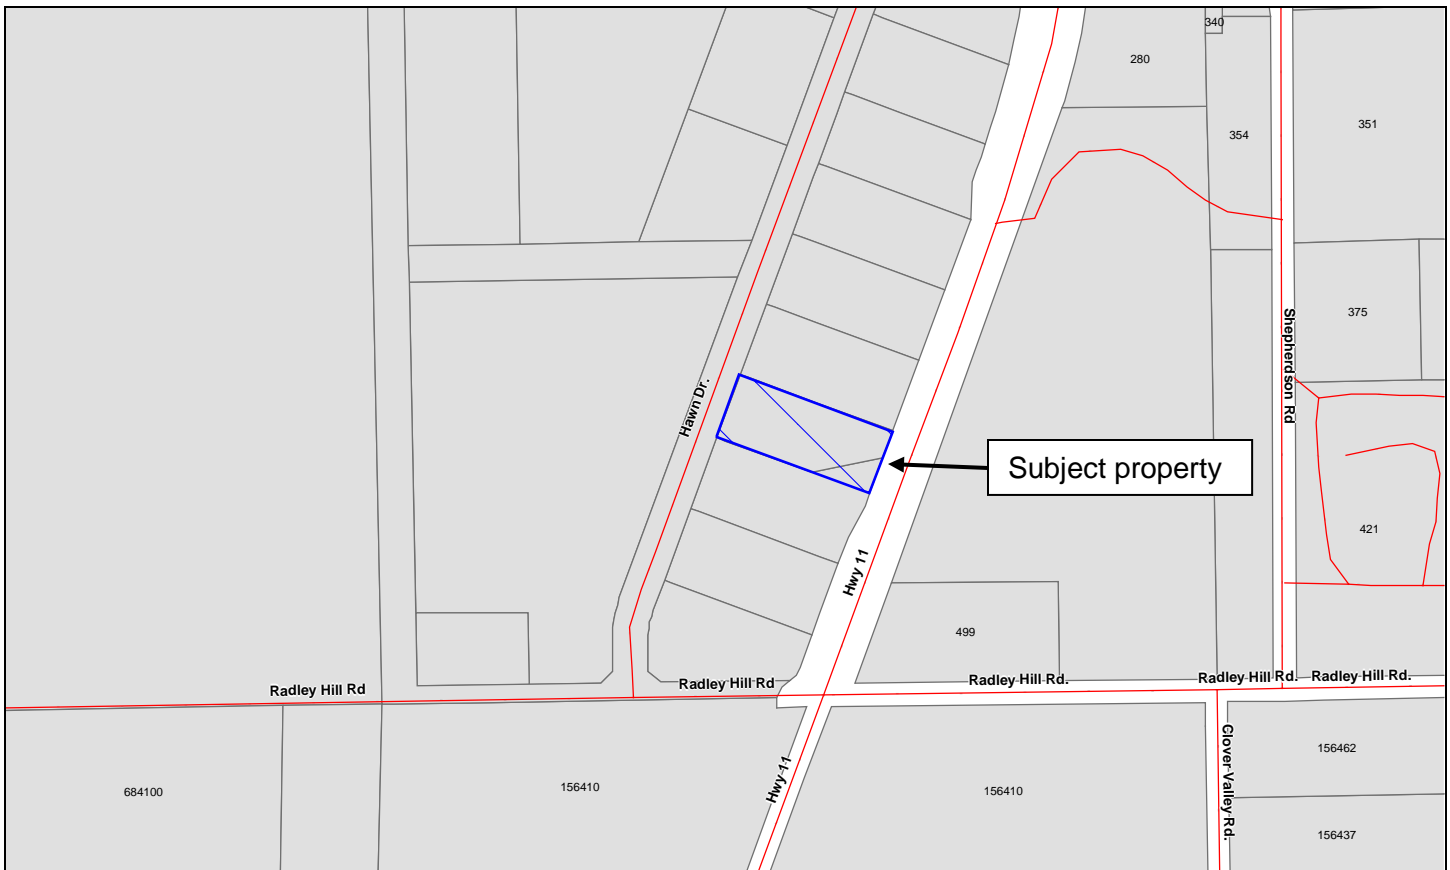 340
280
354
351
Shepherdson Rd
375
Hawn Dr.
Subject property
421
Hwy 11
499
Radley Hill Rd
Radley Hill Rd
Radley Hill Rd.
Radley Hill Rd.
Radley Hill Rd.
Hwy 11
Clover Valley Rd.
684100
156410
156410
156462
156437